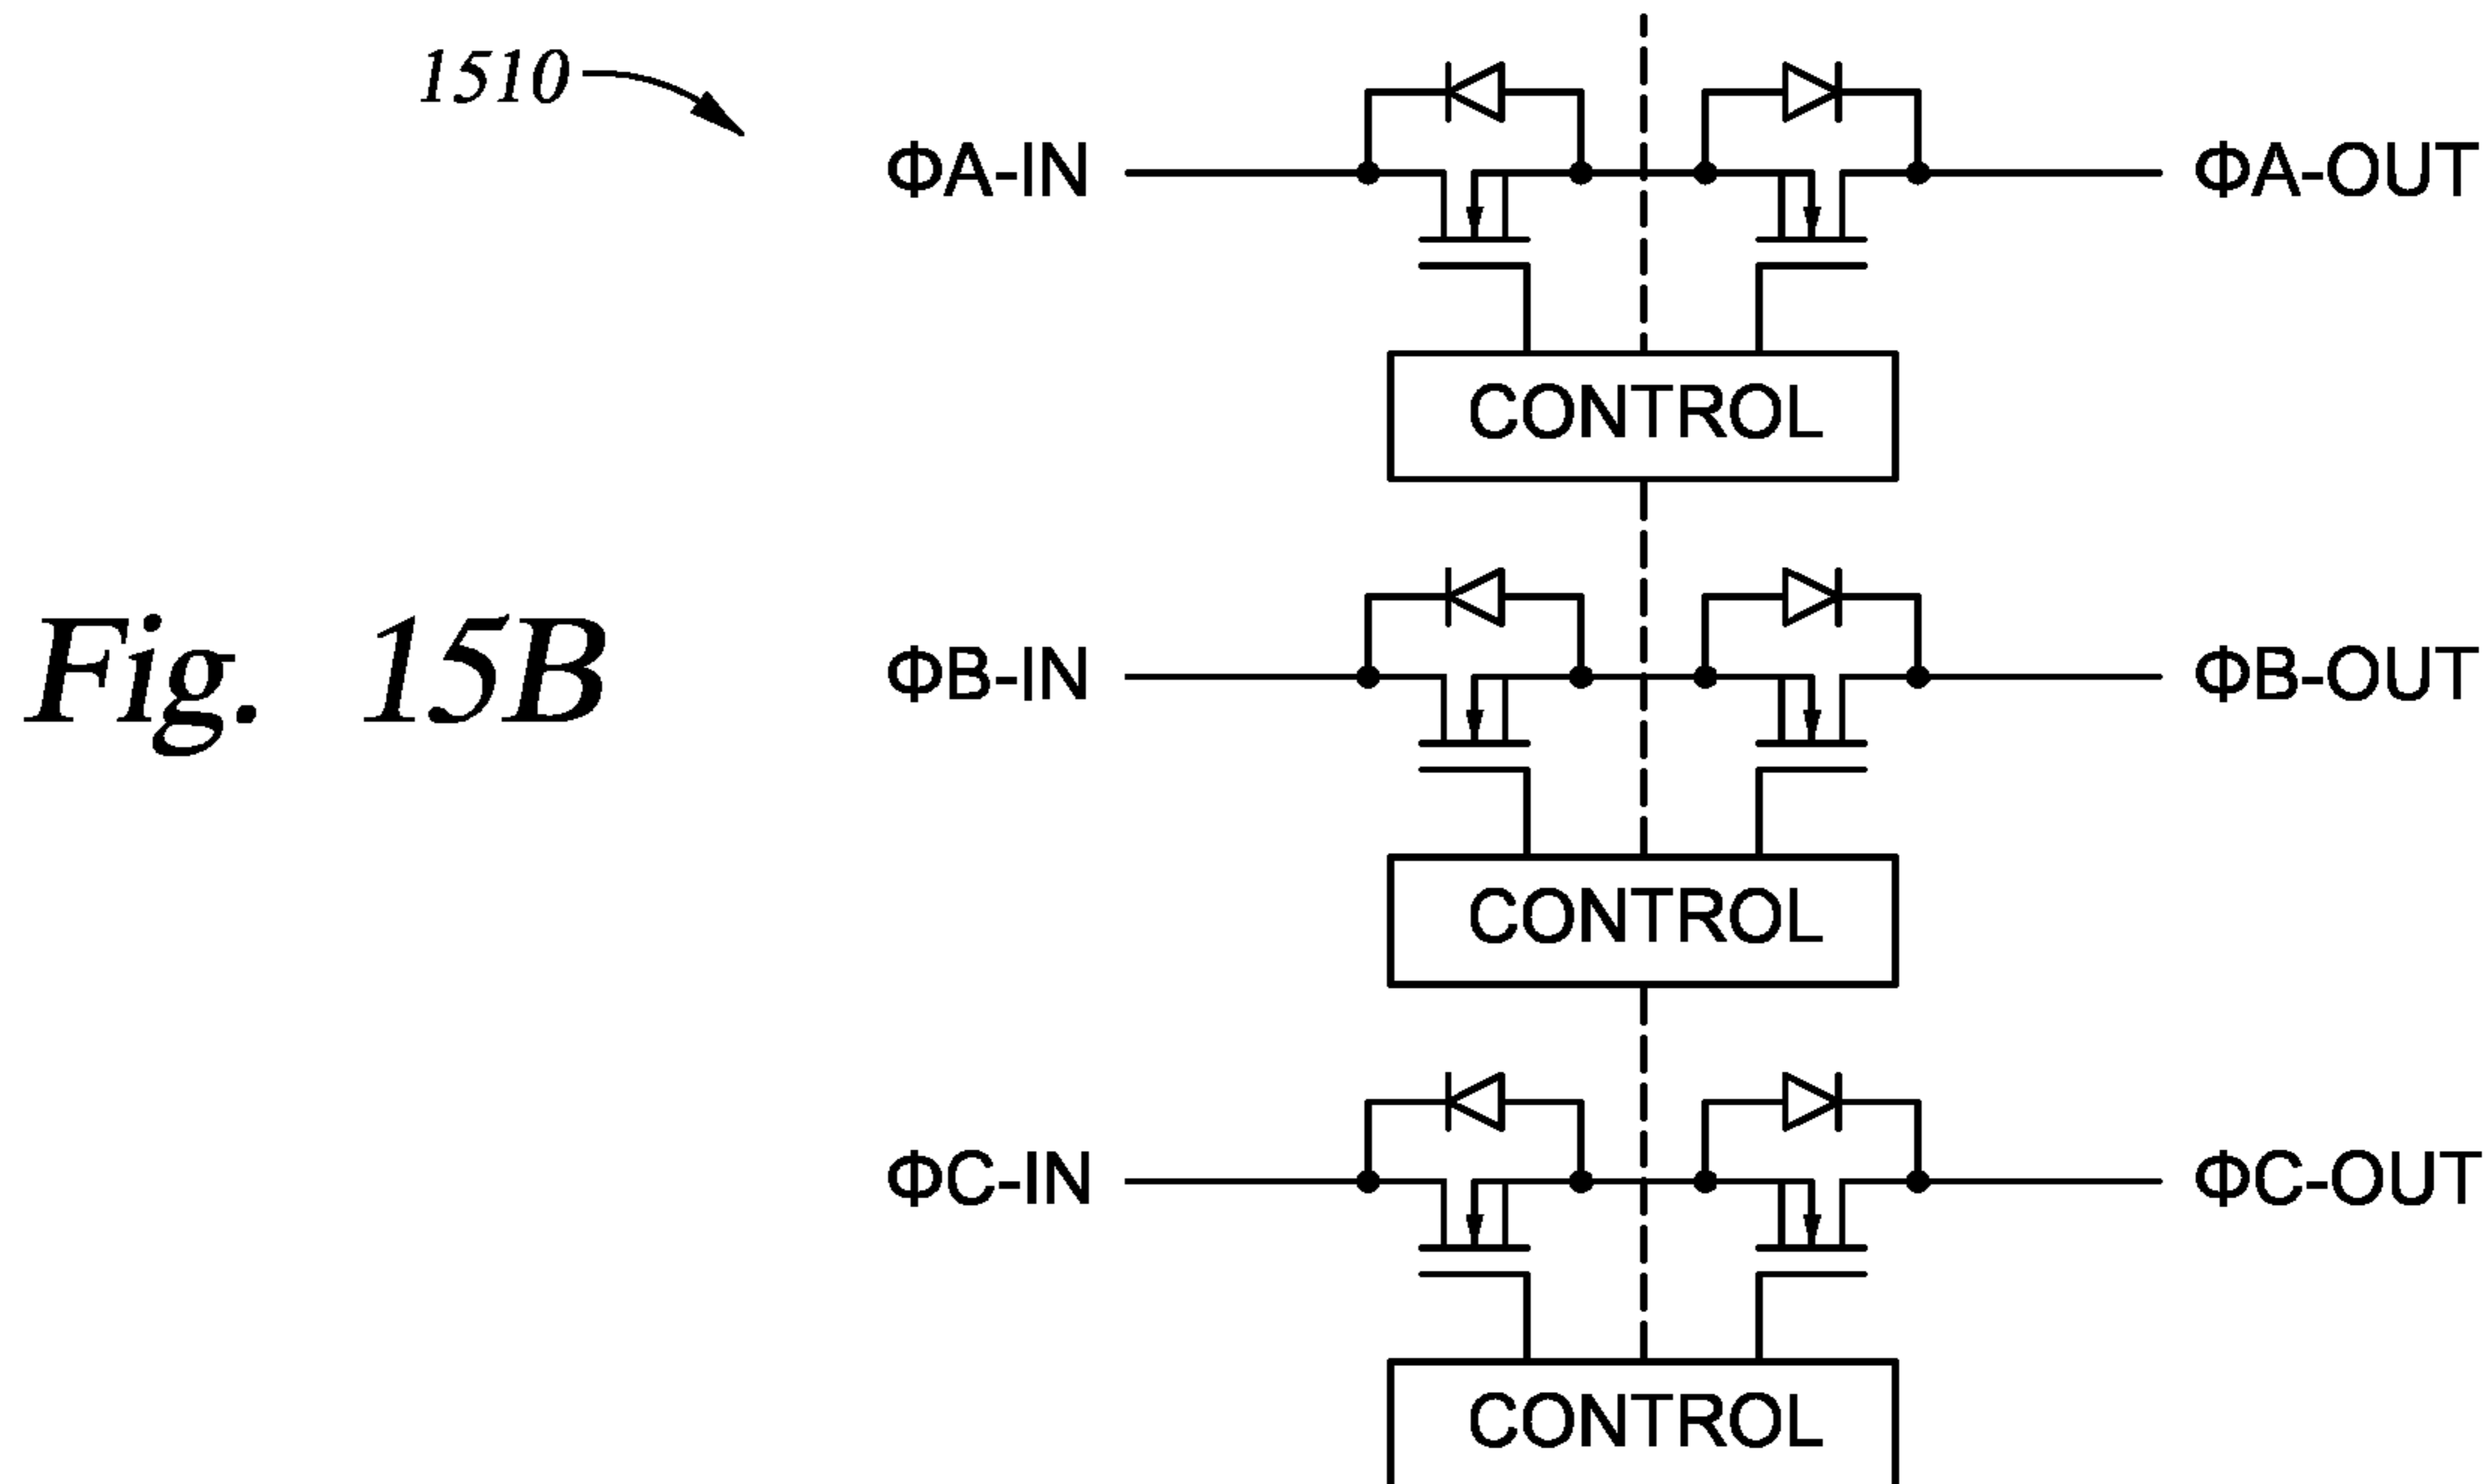 1510
ΦA-IN
ΦA-OUT
CONTROL
Fig. 15B
ΦB-IN
ΦB-OUT
CONTROL
ΦC-IN
ΦC-OUT
CONTROL